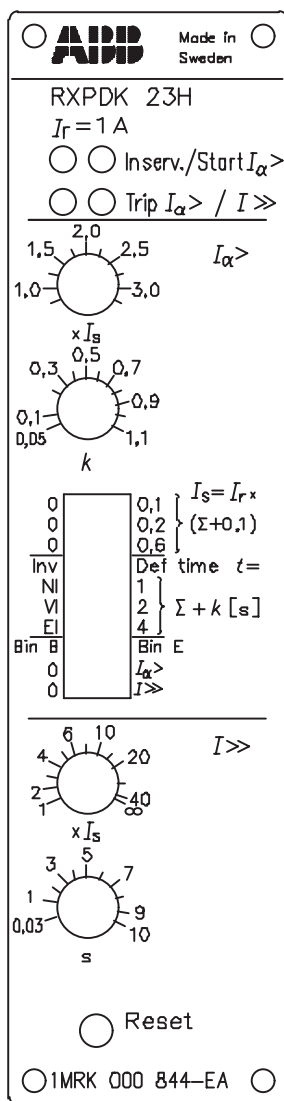 ABB Made in
Sweden
RXPDK 23H
Ir=1A
Inserv./Start Iα>
Trip Iα> / I>>
Iα>
1,0 1,5 2,0 2,5 3,0
x Is
0,05 0,1 0,3 0,5 0,7 0,9 1,1
k
0 0,1 Is=Ir x
0 0,2 (Σ+0,1)
0 0,6
Inv Def time t=
NI 1
VI 2 Σ+k [s]
EI 4
Bin B Bin E
0 Iα>
0 I>>
I>>
1 2 4 6 10 20 40 ∞
x Is
0,03 1 3 5 7 9 10
s
Reset
1MRK 000 844-EA